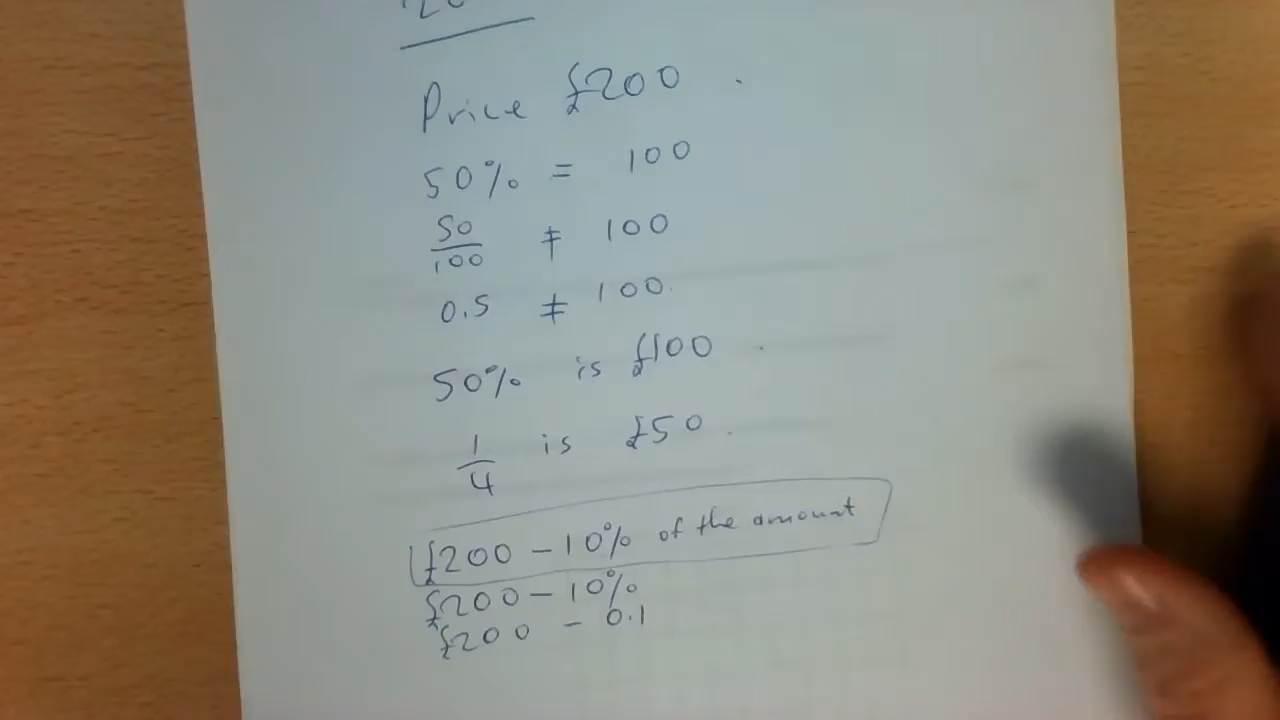 Price £200.
50% = 100
50/100 ≠ 100
0.5 ≠ 100.
50% is £100.
1/4 is £50.
£200 - 10% of the amount
£200 - 10%
£200 - 0.1